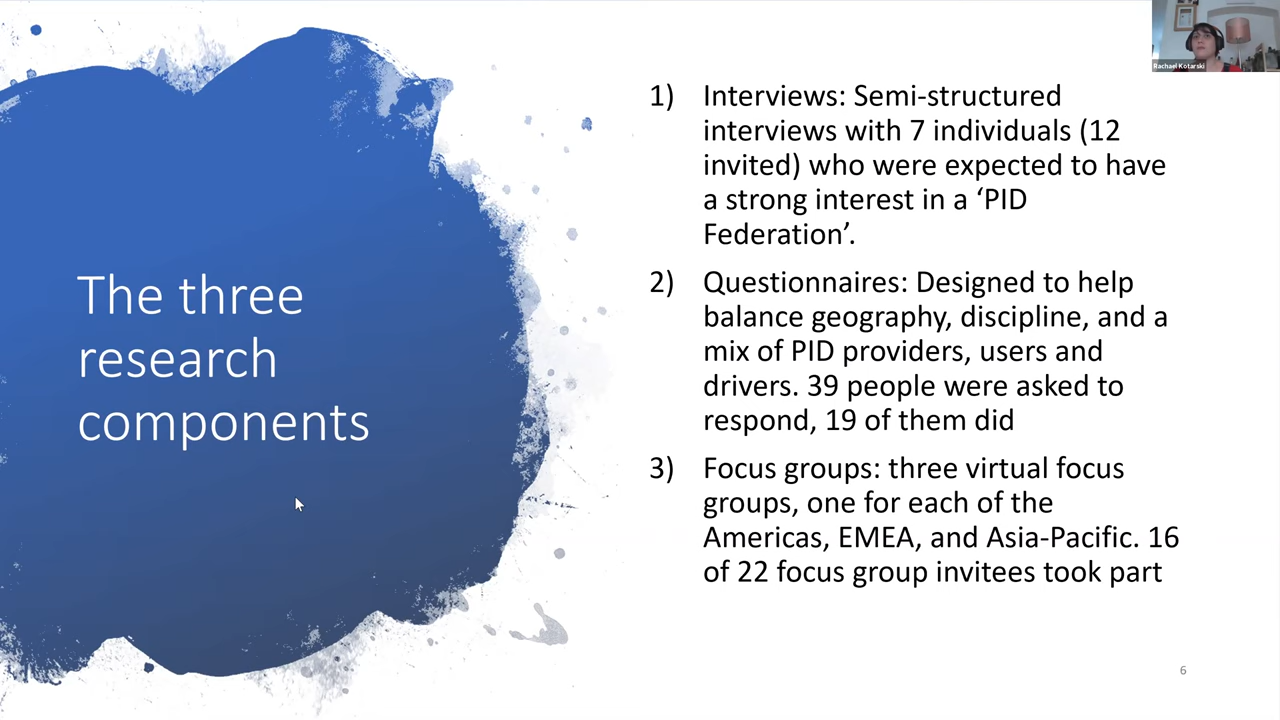 Rachael Kotarski
The three
research
components
1) Interviews: Semi-structured
interviews with 7 individuals (12
invited) who were expected to have
a strong interest in a ‘PID
Federation’.
2) Questionnaires: Designed to help
balance geography, discipline, and a
mix of PID providers, users and
drivers. 39 people were asked to
respond, 19 of them did
3) Focus groups: three virtual focus
groups, one for each of the
Americas, EMEA, and Asia-Pacific. 16
of 22 focus group invitees took part
6